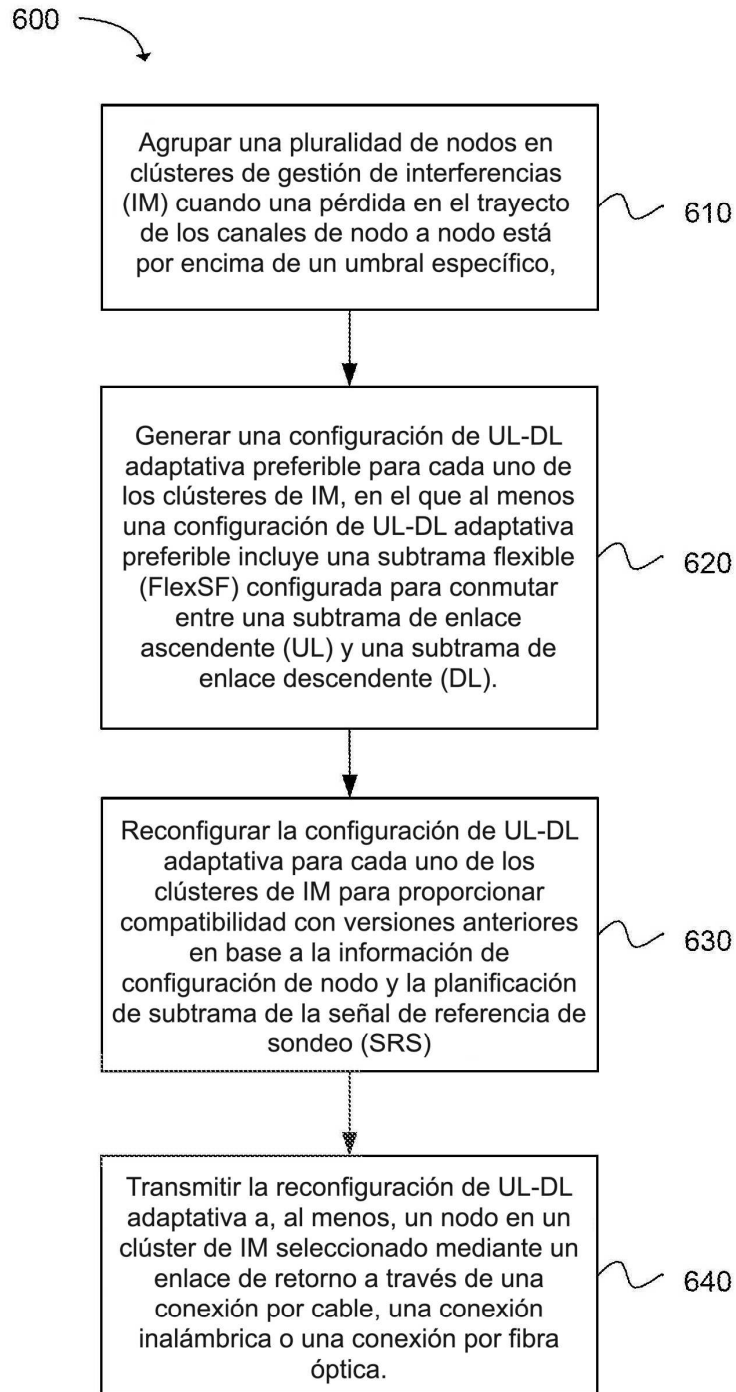 600
Agrupar una pluralidad de nodos en
clústeres de gestión de interferencias
(IM) cuando una pérdida en el trayecto
de los canales de nodo a nodo está
por encima de un umbral específico,
610
Generar una configuración de UL-DL
adaptativa preferible para cada uno de
los clústeres de IM, en el que al menos
una configuración de UL-DL adaptativa
preferible incluye una subtrama flexible
(FlexSF) configurada para conmutar
entre una subtrama de enlace
ascendente (UL) y una subtrama de
enlace descendente (DL).
620
Reconfigurar la configuración de UL-DL
adaptativa para cada uno de los
clústeres de IM para proporcionar
compatibilidad con versiones anteriores
en base a la información de
configuración de nodo y la planificación
de subtrama de la señal de referencia de
sondeo (SRS)
630
Transmitir la reconfiguración de UL-DL
adaptativa a, al menos, un nodo en un
clúster de IM seleccionado mediante un
enlace de retorno a través de una
conexión por cable, una conexión
inalámbrica o una conexión por fibra
óptica.
640